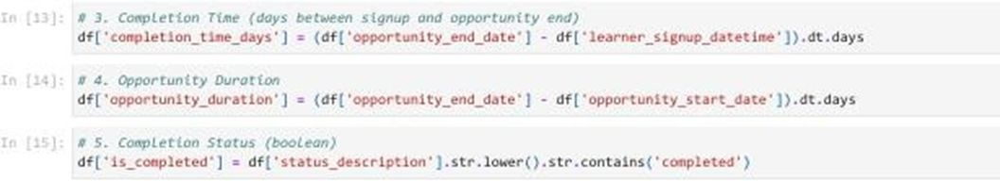 In [13]: # 3. Completion Time (days between signup and opportunity end)
df['completion_time_days'] = (df['opportunity_end_date'] - df['learner_signup_datetime']).dt.days
In [14]: # 4. Opportunity Duration
df['opportunity_duration'] = (df['opportunity_end_date'] - df['opportunity_start_date']).dt.days
In [15]: # 5. Completion Status (boolean)
df['is_completed'] = df['status_description'].str.lower().str.contains('completed')